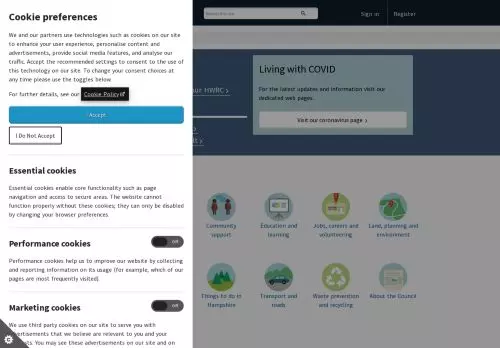 Cookie preferences
We and our partners use technologies such as cookies on our site
to enhance your user experience, personalise content and
advertisements, provide social media features, and analyse our
traffic. Accept the recommended settings to consent to the use of
this technology on our site. To change your consent choices at
any time please use the toggles below.
For further details, see our Cookie Policy
Accept
I Do Not Accept
Essential cookies
Essential cookies enable core functionality such as page
navigation and access to secure areas. The website cannot
function properly without these cookies; they can only be disabled
by changing your browser preferences.
Performance cookies
Off
Performance cookies help us to improve our website by collecting
and reporting information on its usage (for example, which of our
pages are most frequently visited).
Marketing cookies
Off
We use third party cookies on our site to serve you with
advertisements that we believe are relevant to you and your
You may see these advertisements on our site and on
Sign in
Register
our HWRC
Living with COVID
For the latest updates and information visit our
dedicated web pages.
Visit our coronavirus page
Community
support
Education and
learning
Jobs, careers and
volunteering
Land, planning and
environment
Things to do in
Hampshire
Transport and
roads
Waste prevention
and recycling
About the Council